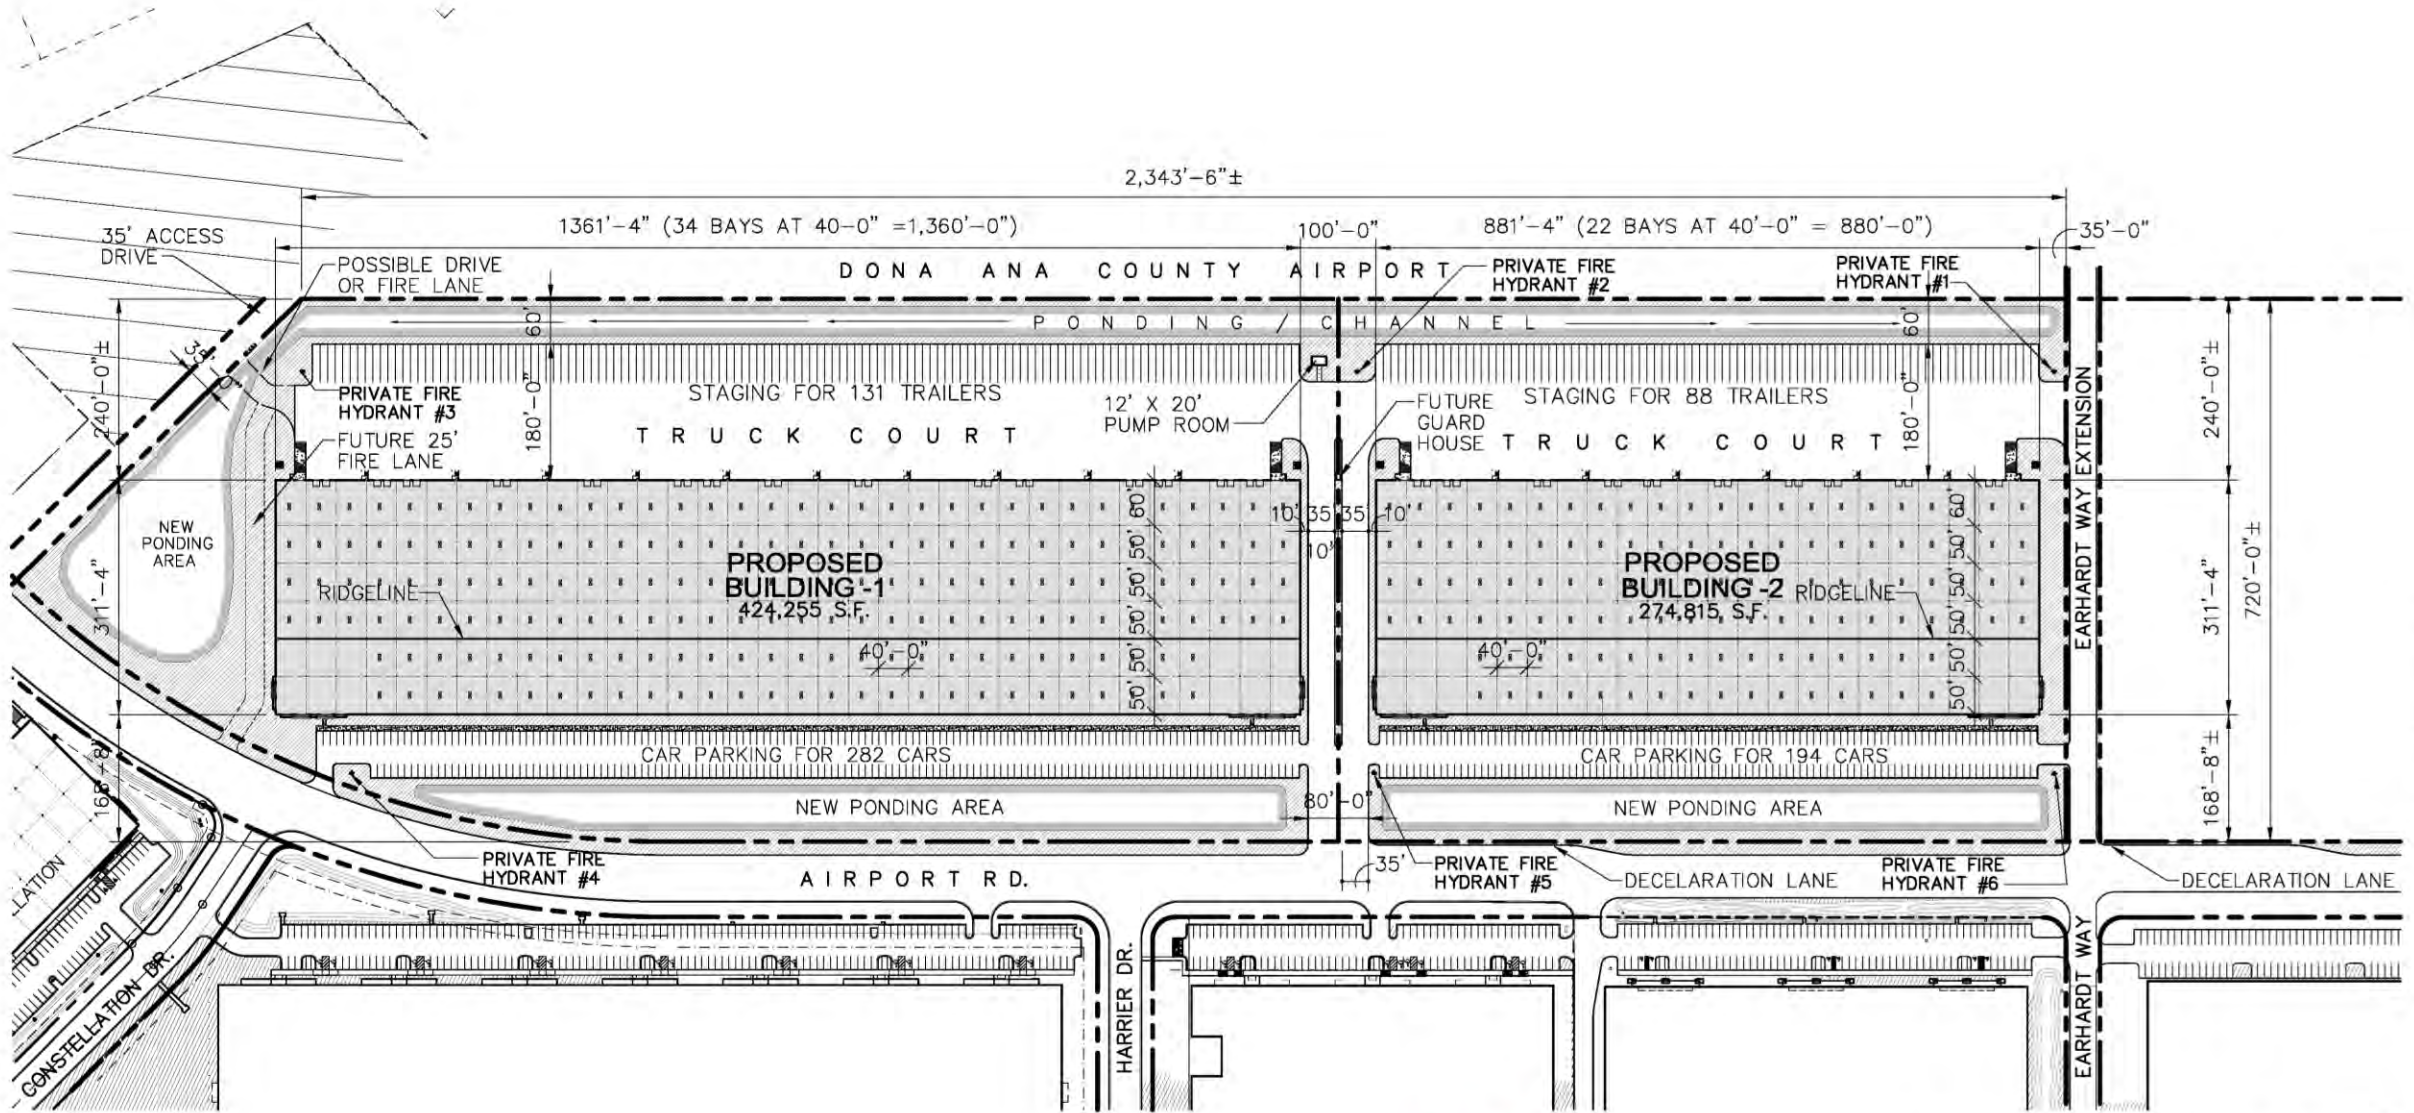 2,343'-6"±
1361'-4" (34 BAYS AT 40-0" =1,360'-0")
100'-0"
881'-4" (22 BAYS AT 40'-0" = 880'-0")
35'-0"
35' ACCESS
DRIVE
POSSIBLE DRIVE
OR FIRE LANE
DONA ANA COUNTY AIRPORT
PRIVATE FIRE
HYDRANT #2
PRIVATE FIRE
HYDRANT #1
60'
PONDING / CHANNEL
60'
240'-0"±
35'-0"
PRIVATE FIRE
HYDRANT #3
180'-0"
STAGING FOR 131 TRAILERS
12' X 20'
PUMP ROOM
FUTURE
GUARD
HOUSE
STAGING FOR 88 TRAILERS
180'-0"
240'-0"±
FUTURE 25'
FIRE LANE
TRUCK COURT
TRUCK COURT
EARHARDT WAY EXTENSION
NEW
PONDING
AREA
60'
50'
50'
50'
50'
50'
10'
35'
35'
10'
10'
60'
50'
50'
50'
50'
50'
PROPOSED
BUILDING -1
424,255 S.F.
RIDGELINE
40'-0"
PROPOSED
BUILDING -2
274,815 S.F.
RIDGELINE
40'-0"
311'-4"
311'-4"
720'-0"±
168'-8"
CAR PARKING FOR 282 CARS
CAR PARKING FOR 194 CARS
168'-8"±
NEW PONDING AREA
80'-0"
NEW PONDING AREA
PRIVATE FIRE
HYDRANT #4
AIRPORT RD.
35'
PRIVATE FIRE
HYDRANT #5
DECELARATION LANE
PRIVATE FIRE
HYDRANT #6
DECELARATION LANE
LLATION
CONSTELLATION DR.
HARRIER DR.
EARHARDT WAY